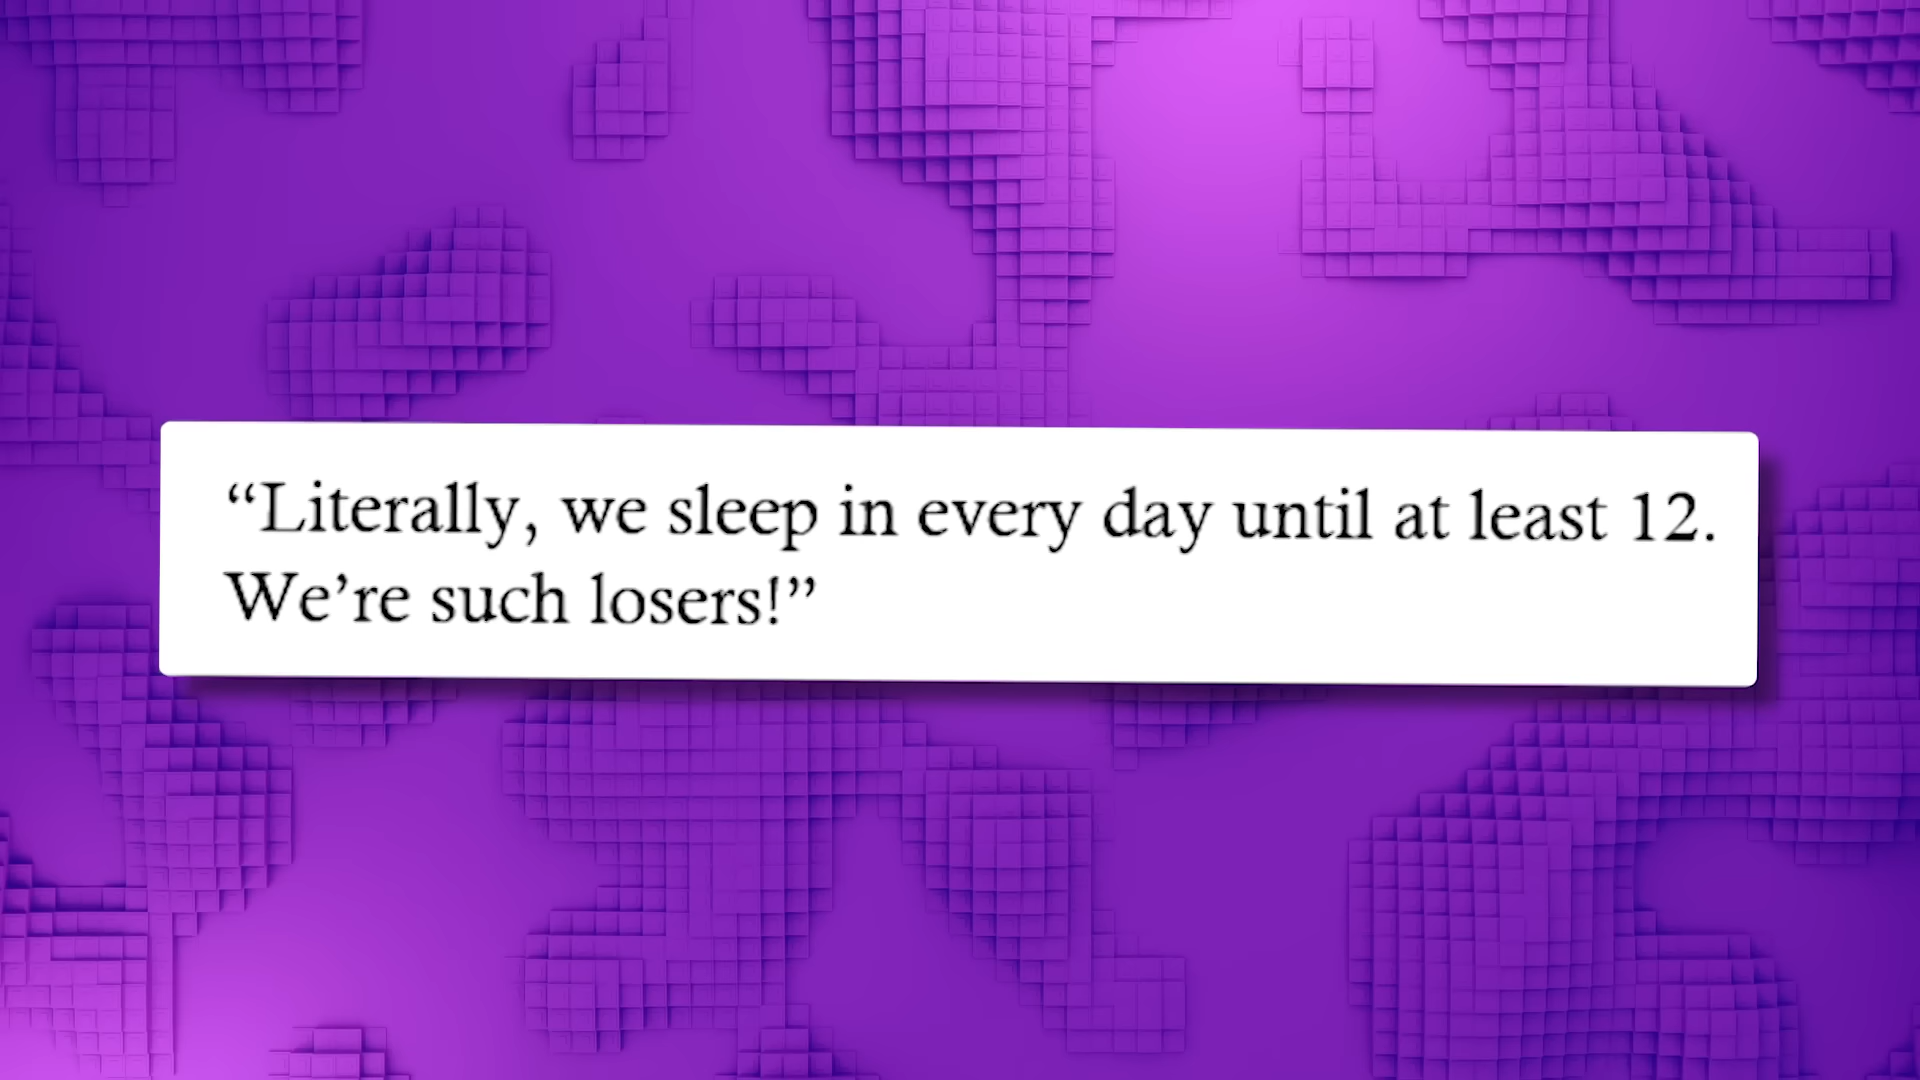 “Literally, we sleep in every day until at least 12.
We’re such losers!”